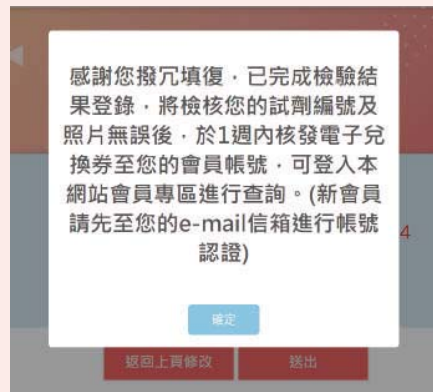 感謝您撥冗填復，已完成檢驗結
果登錄，將檢核您的試劑編號及
照片無誤後，於1週內核發電子兌
換券至您的會員帳號，可登入本
網站會員專區進行查詢。(新會員
請先至您的e-mail信箱進行帳號
認證)
4
確定
返回上頁修改
送出